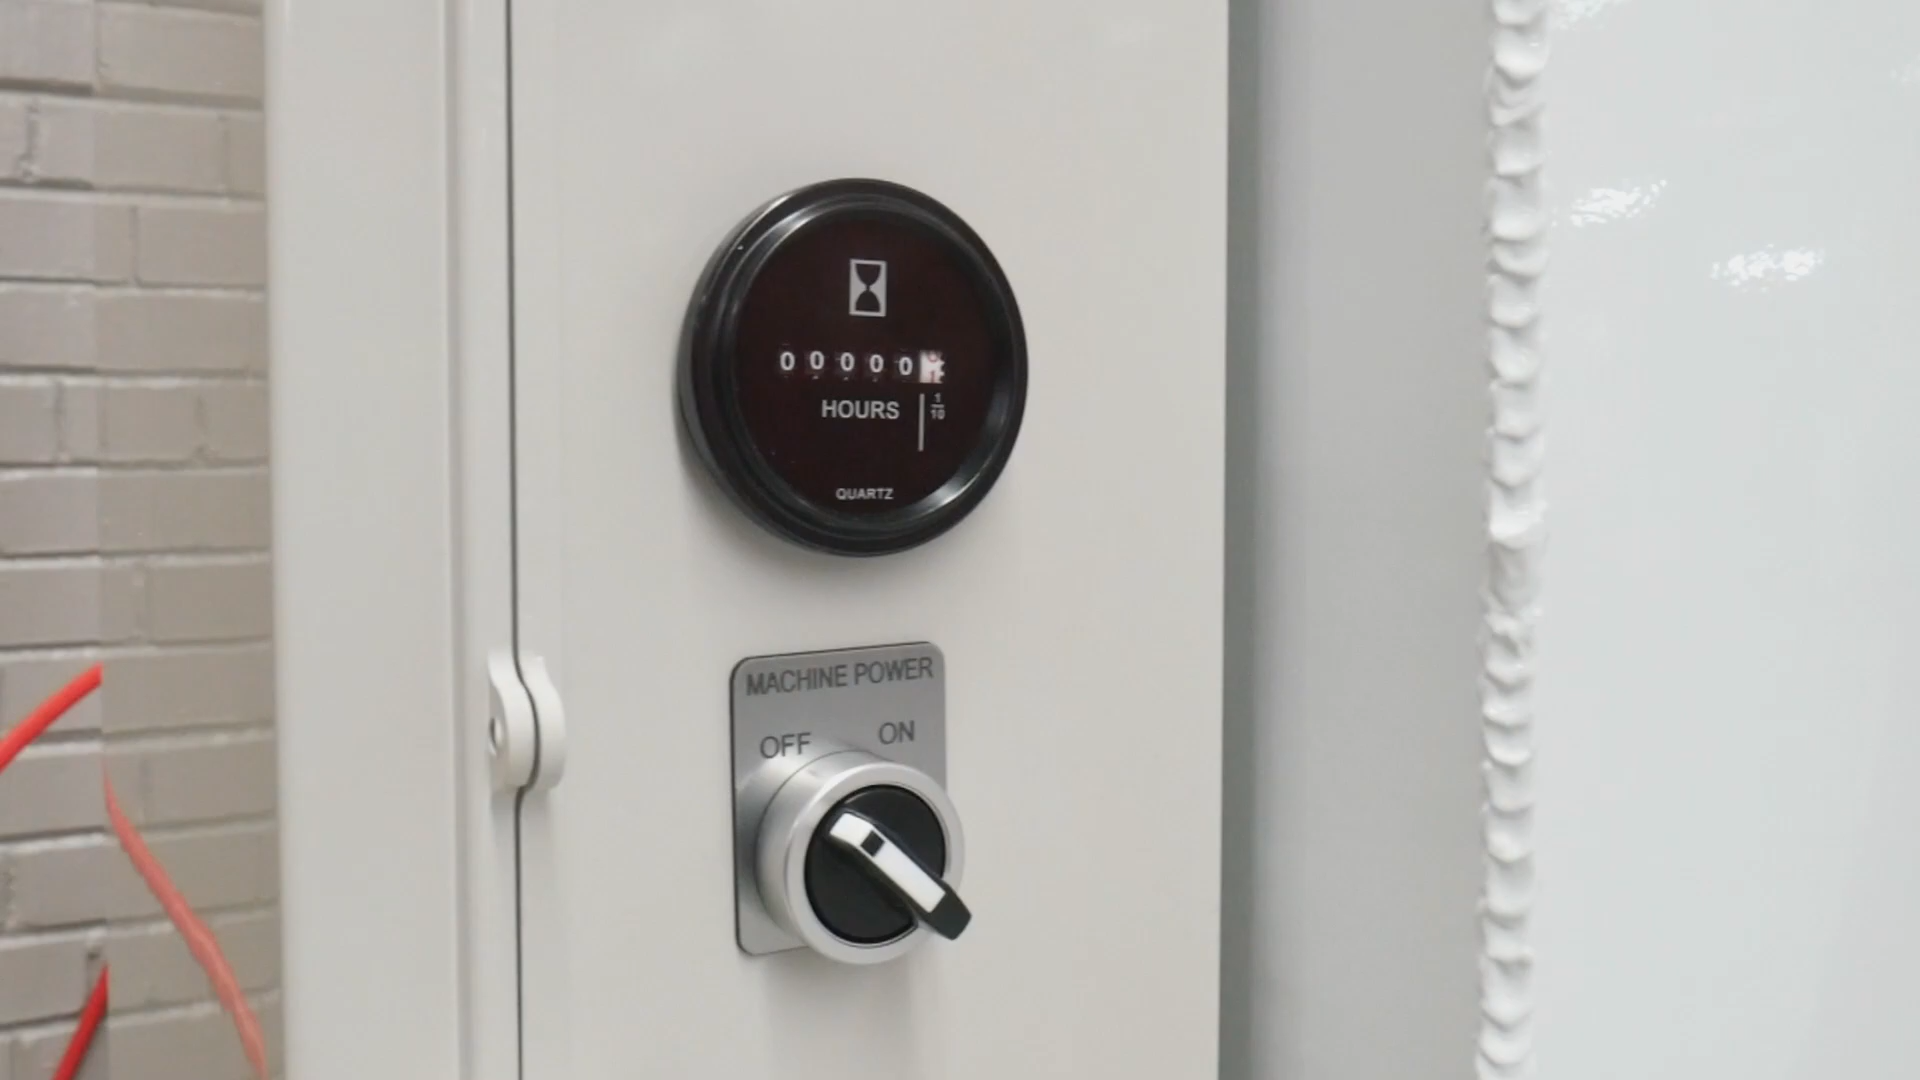 00000
HOURS
1
10
QUARTZ
MACHINE POWER
OFF ON